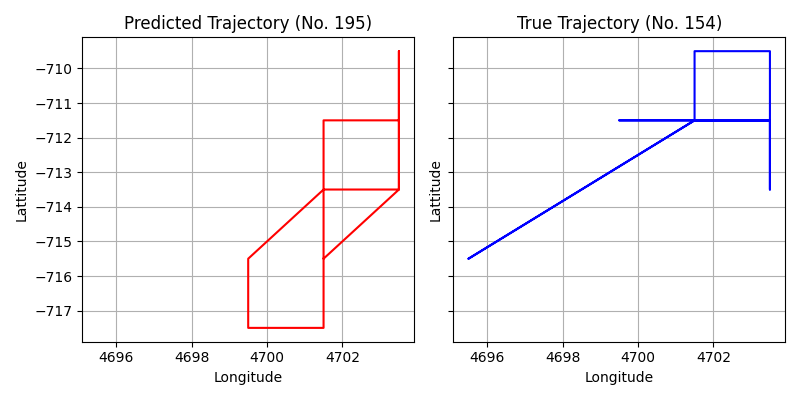 Predicted Trajectory (No. 195)
True Trajectory (No. 154)
−710
−711
−712
−713
−714
−715
−716
−717
Lattitude
Lattitude
4696 4698 4700 4702
4696 4698 4700 4702
Longitude
Longitude